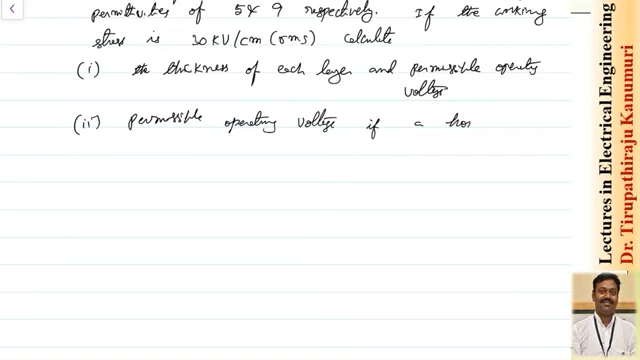 permittivities of 5 & 9 respectively. If the working
stress is 30 KV/cm (rms) calculate
(i) the thickness of each layer and permissible operating
voltage
(ii) permissible operating voltage if a hos
Lectures in Electrical Engineering
Dr. Tirupathiraju Kanumuri